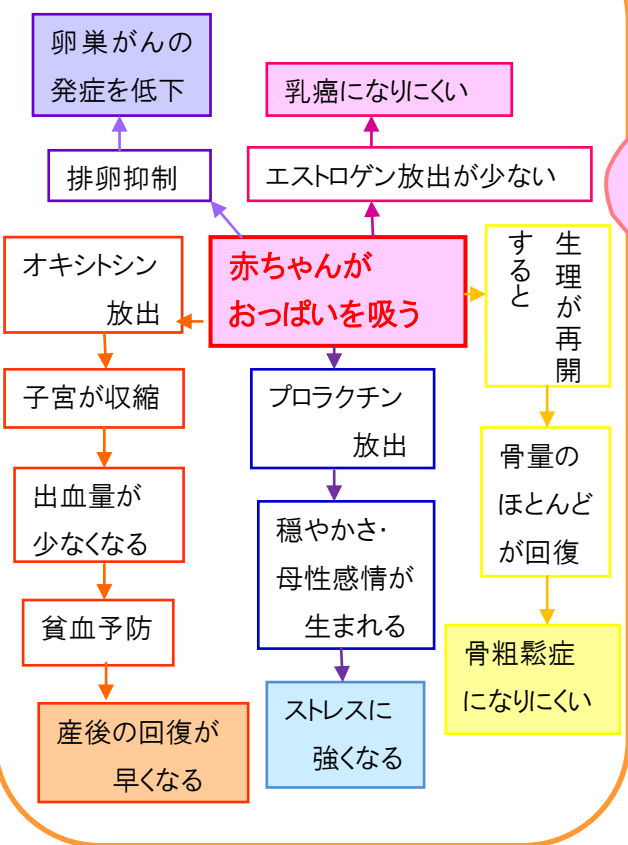 卵巣がんの
発症を低下
乳癌になりにくい
排卵抑制
エストロゲン放出が少ない
赤ちゃんが
おっぱいを吸う
オキシトシン
放出
子宮が収縮
出血量が
少なくなる
貧血予防
産後の回復が
早くなる
プロラクチン
放出
穏やかさ・
母性感情が
生まれる
ストレスに
強くなる
生理が再開
すると
骨量の
ほとんど
が回復
骨粗鬆症
になりにくい